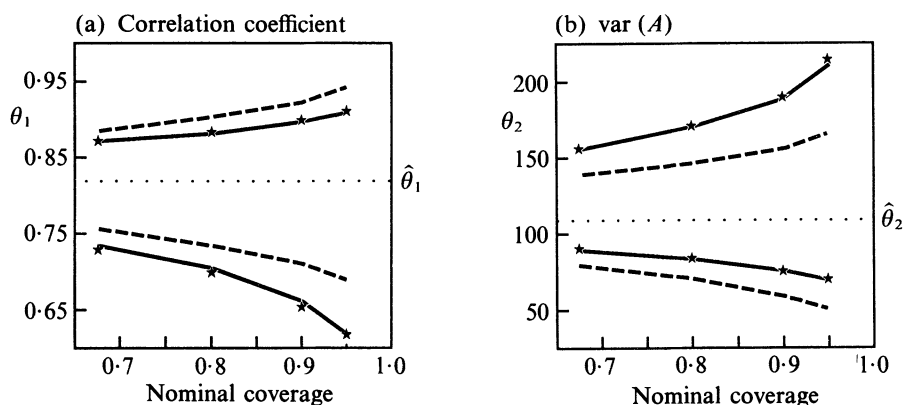 (a) Correlation coefficient
0·95
θ₁
0·85
θ̂₁
0·75
0·65
0·7 0·8 0·9 1·0
Nominal coverage
(b) var (A)
200
θ₂
150
θ̂₂
100
50
0·7 0·8 0·9 1·0
Nominal coverage